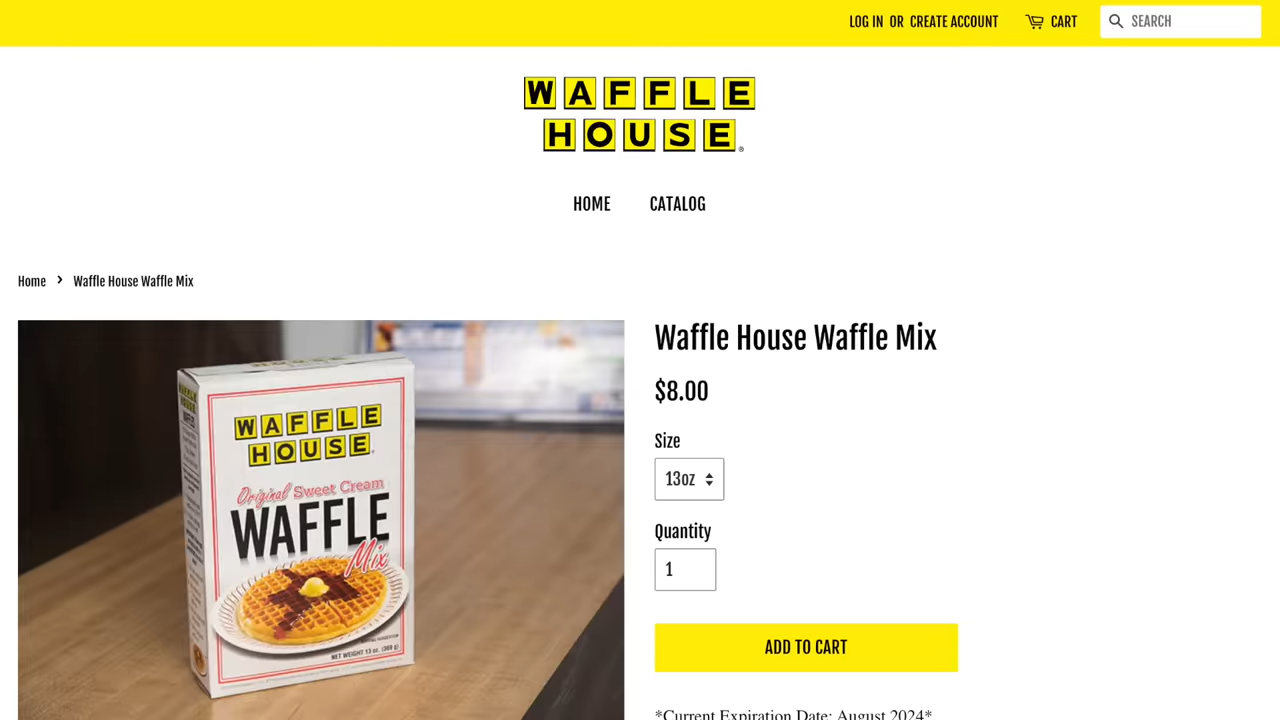 LOG IN OR CREATE ACCOUNT CART SEARCH
WAFFLE
HOUSE®
HOME CATALOG
Home › Waffle House Waffle Mix
Waffle House Waffle Mix
$8.00
Size
13oz
Quantity
1
ADD TO CART
*Current Expiration Date: August 2024*
WAFFLE
HOUSE
Original Sweet Cream
WAFFLE
Mix
NET WEIGHT 13 oz. (368 g)